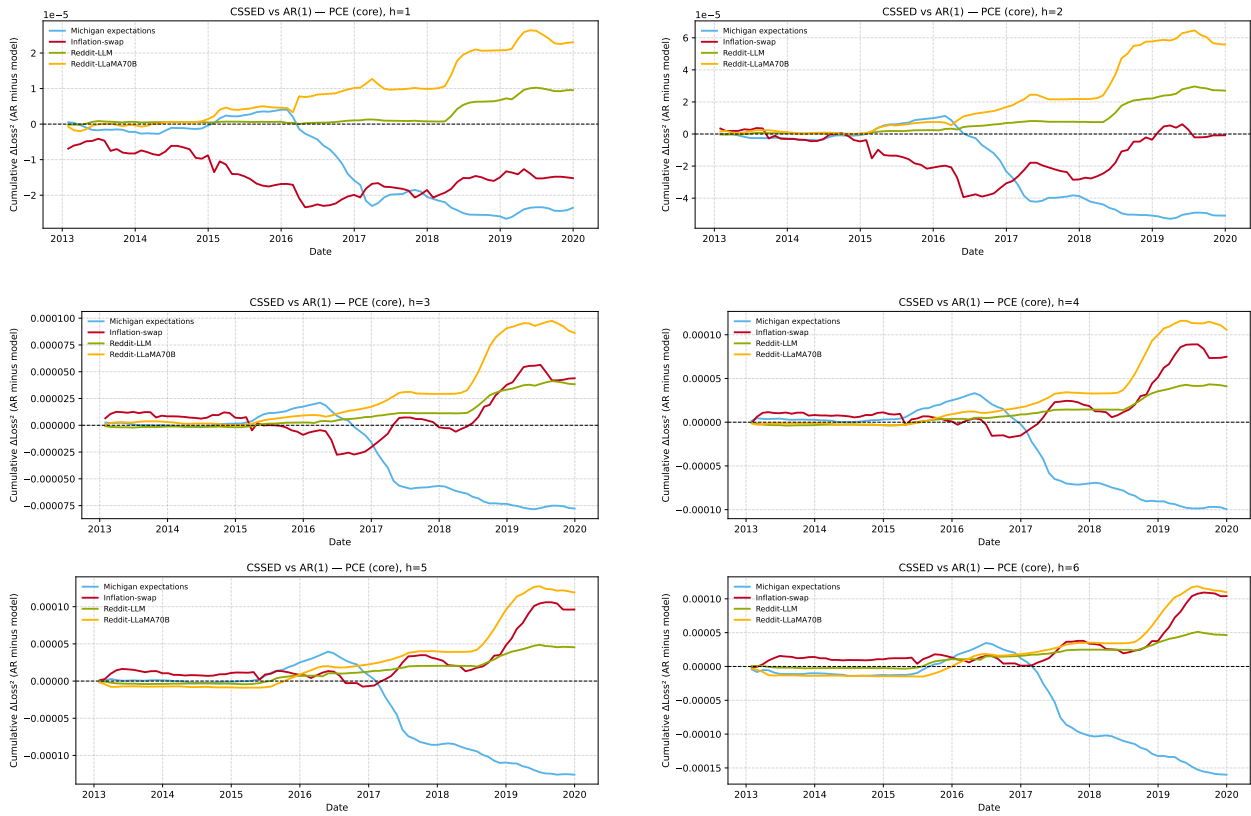 CSSED vs AR(1) — PCE (core), h=1
1e−5
Cumulative ΔLoss² (AR minus model)
2
1
0
−1
−2
Michigan expectations
Inflation-swap
Reddit-LLM
Reddit-LLaMA70B
2013 2014 2015 2016 2017 2018 2019 2020
Date
CSSED vs AR(1) — PCE (core), h=2
1e−5
Cumulative ΔLoss² (AR minus model)
6
4
2
0
−2
−4
Michigan expectations
Inflation-swap
Reddit-LLM
Reddit-LLaMA70B
2013 2014 2015 2016 2017 2018 2019 2020
Date
CSSED vs AR(1) — PCE (core), h=3
Cumulative ΔLoss² (AR minus model)
0.000100
0.000075
0.000050
0.000025
0.000000
−0.000025
−0.000050
−0.000075
Michigan expectations
Inflation-swap
Reddit-LLM
Reddit-LLaMA70B
2013 2014 2015 2016 2017 2018 2019 2020
Date
CSSED vs AR(1) — PCE (core), h=4
Cumulative ΔLoss² (AR minus model)
0.00010
0.00005
0.00000
−0.00005
−0.00010
Michigan expectations
Inflation-swap
Reddit-LLM
Reddit-LLaMA70B
2013 2014 2015 2016 2017 2018 2019 2020
Date
CSSED vs AR(1) — PCE (core), h=5
Cumulative ΔLoss² (AR minus model)
0.00010
0.00005
0.00000
−0.00005
−0.00010
Michigan expectations
Inflation-swap
Reddit-LLM
Reddit-LLaMA70B
2013 2014 2015 2016 2017 2018 2019 2020
Date
CSSED vs AR(1) — PCE (core), h=6
Cumulative ΔLoss² (AR minus model)
0.00010
0.00005
0.00000
−0.00005
−0.00010
−0.00015
Michigan expectations
Inflation-swap
Reddit-LLM
Reddit-LLaMA70B
2013 2014 2015 2016 2017 2018 2019 2020
Date